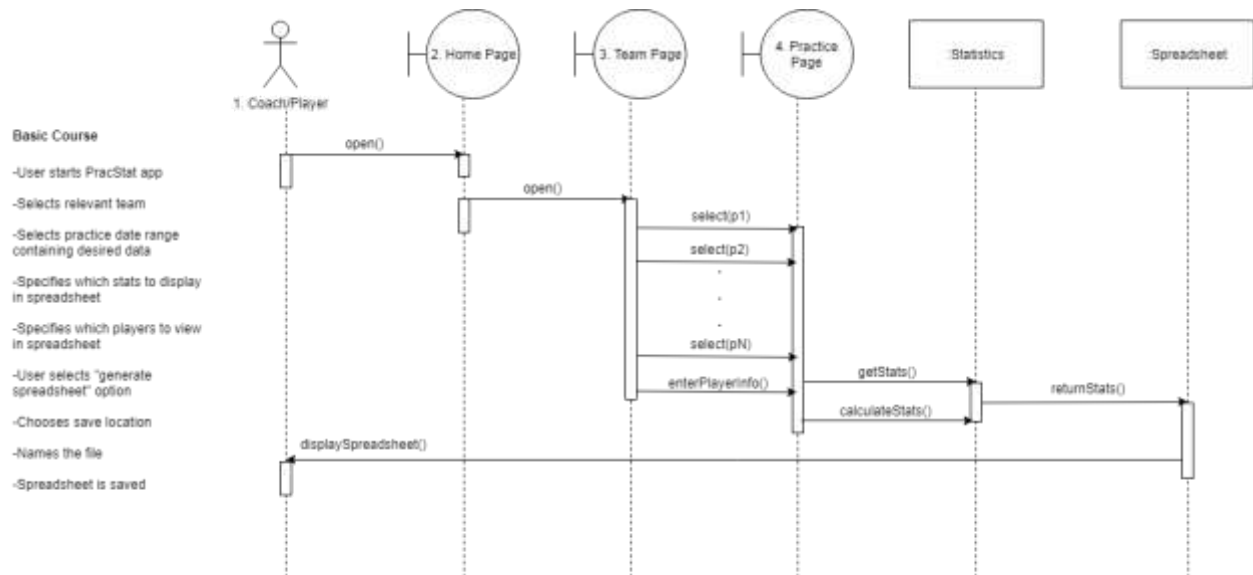 2. Home Page
3. Team Page
4. Practice
Page
:Statistics
:Spreadsheet
1. Coach/Player
Basic Course
-User starts PracStat app
-Selects relevant team
-Selects practice date range
containing desired data
-Specifies which stats to display
in spreadsheet
-Specifies which players to view
in spreadsheet
-User selects "generate
spreadsheet" option
-Chooses save location
-Names the file
-Spreadsheet is saved
open()
open()
select(p1)
select(p2)
.
.
.
select(pN)
enterPlayerInfo()
getStats()
returnStats()
calculateStats()
displaySpreadsheet()